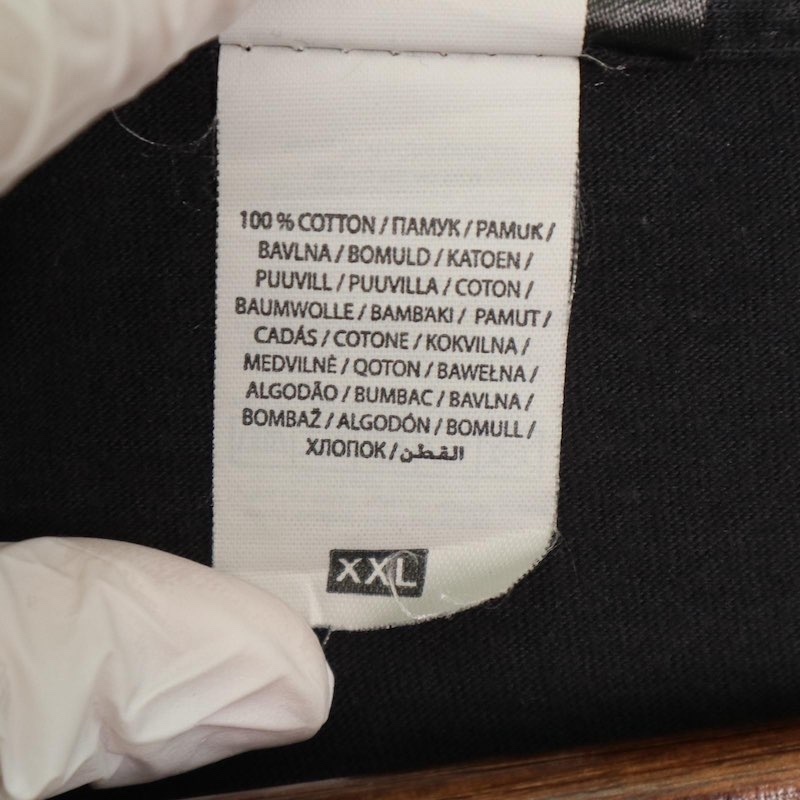 100 % COTTON / ПАМУК / PAMUK /
BAVLNA / BOMULD / KATOEN /
PUUVILL / PUUVILLA / COTON /
BAUMWOLLE / BAMBAKI / PAMUT /
CADÁS / COTONE / KOKVILNA /
MEDVILNĖ / QOTON / BAWEŁNA /
ALGODÃO / BUMBAC / BAVLNA /
BOMBAŽ / ALGODÓN / BOMULL /
ХЛОПОК / القطن
XXL